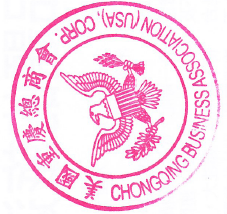 美國重慶總商會
CHONGQING BUSINESS ASSOCIATION (USA), CORP.